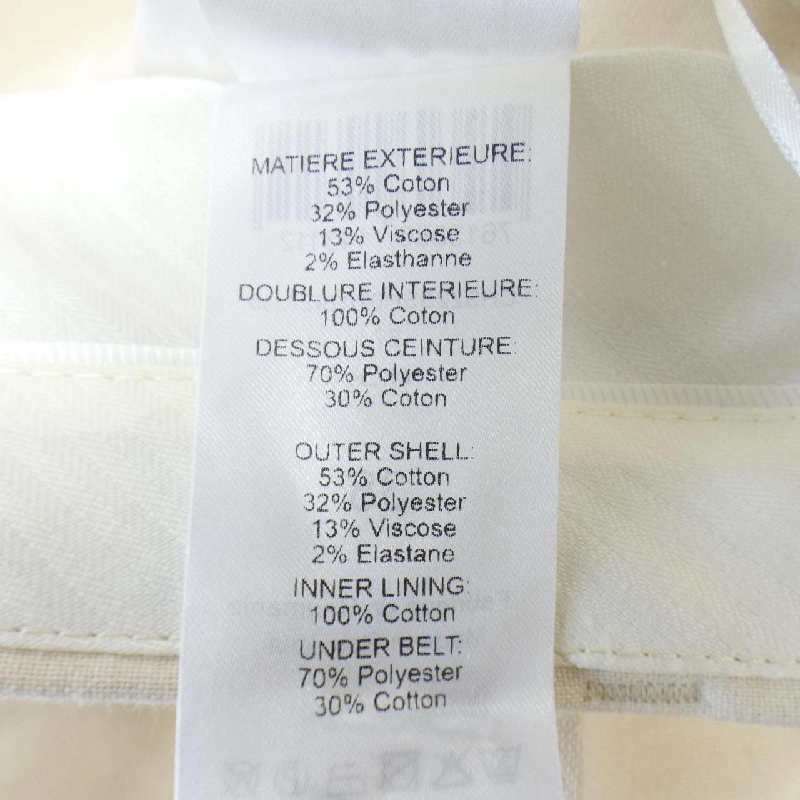 MATIERE EXTERIEURE:
53% Coton
32% Polyester
13% Viscose
2% Elasthanne
DOUBLURE INTERIEURE:
100% Coton
DESSOUS CEINTURE:
70% Polyester
30% Coton
OUTER SHELL:
53% Cotton
32% Polyester
13% Viscose
2% Elastane
INNER LINING:
100% Cotton
UNDER BELT:
70% Polyester
30% Cotton